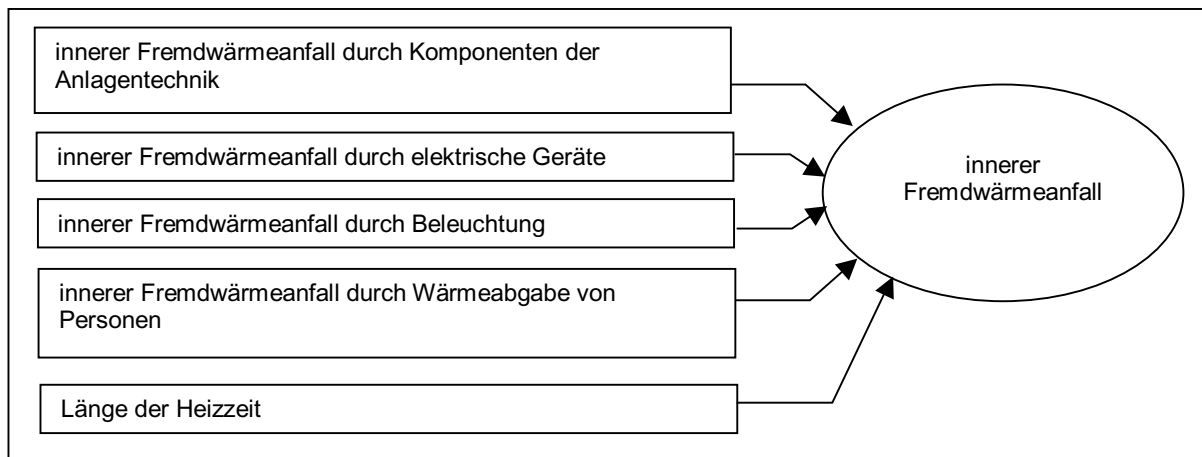 innerer Fremdwärmeanfall durch Komponenten der
Anlagentechnik
innerer Fremdwärmeanfall durch elektrische Geräte
innerer Fremdwärmeanfall durch Beleuchtung
innerer Fremdwärmeanfall durch Wärmeabgabe von
Personen
Länge der Heizzeit
innerer
Fremdwärmeanfall